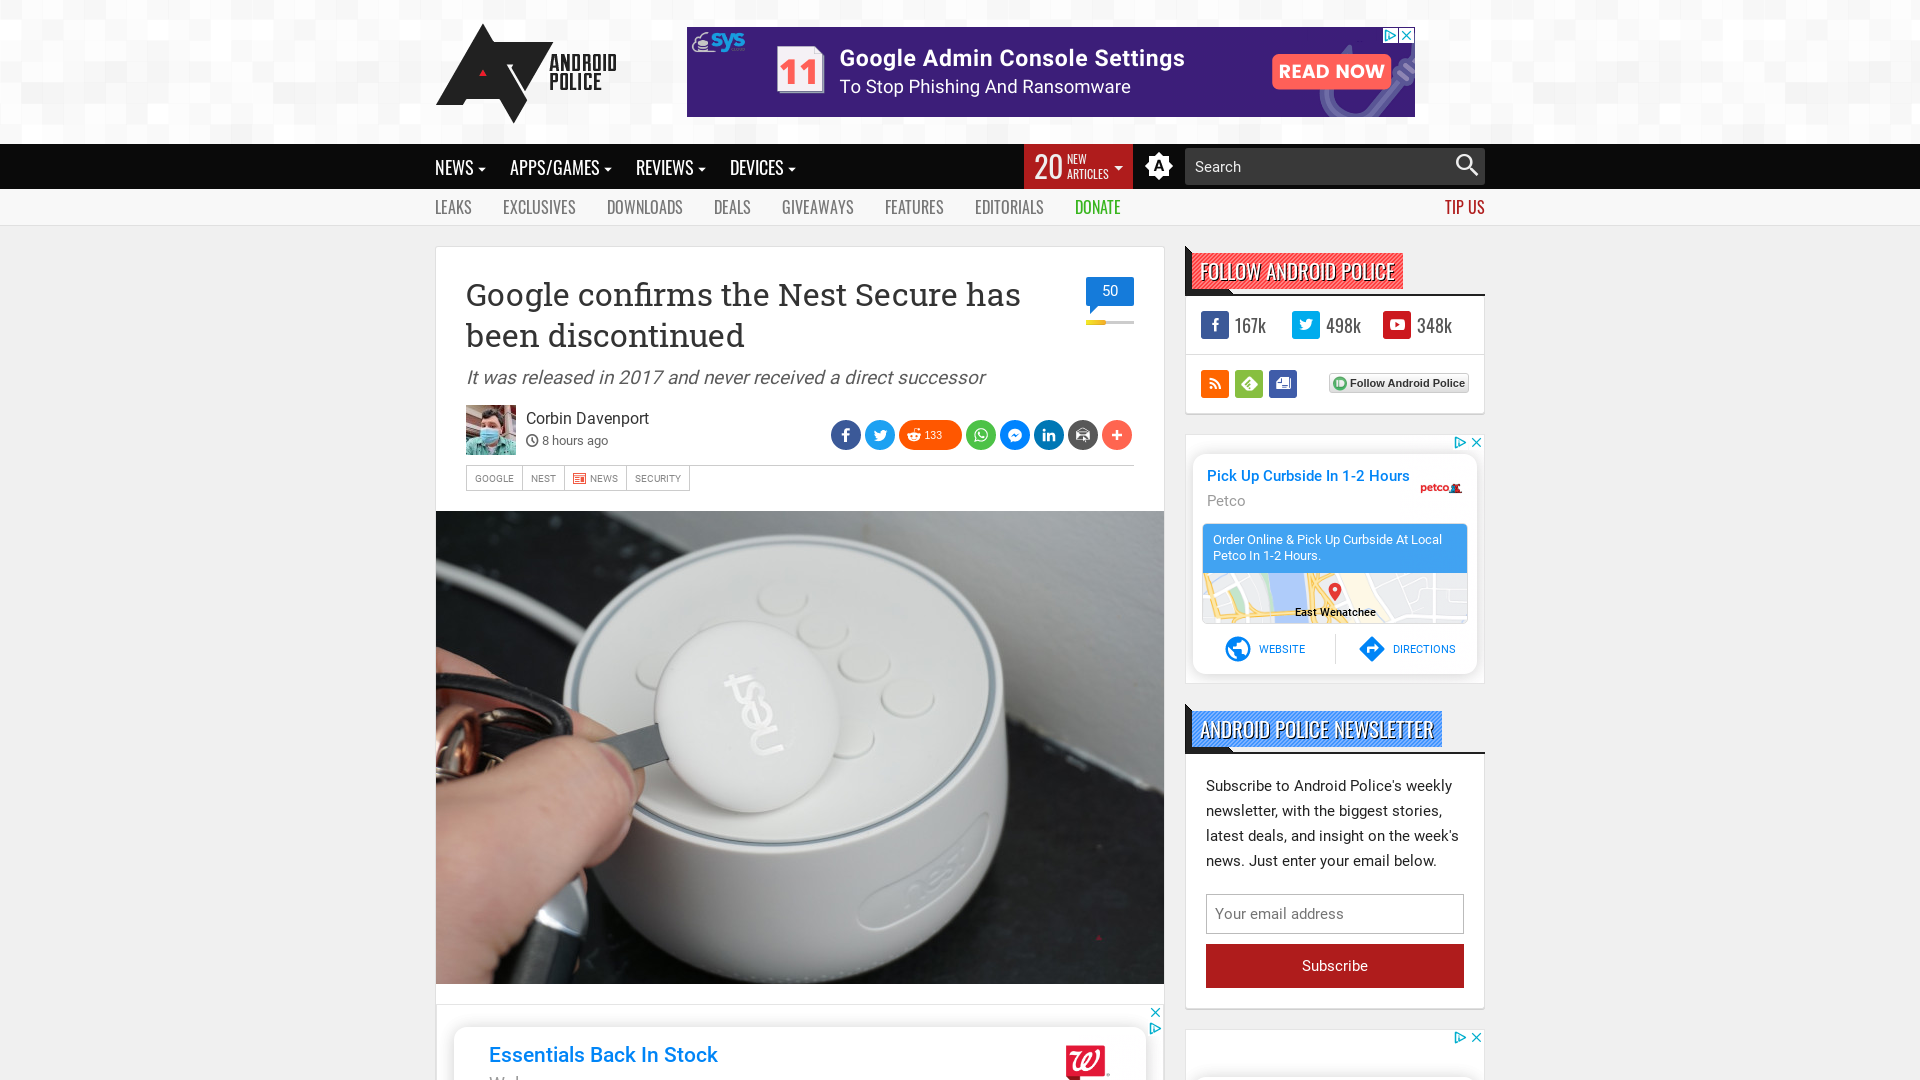 ANDROID
POLICE
sys
11
Google Admin Console Settings
To Stop Phishing And Ransomware
READ NOW
NEWS
APPS/GAMES
REVIEWS
DEVICES
20 NEW
ARTICLES
A
Search
LEAKS
EXCLUSIVES
DOWNLOADS
DEALS
GIVEAWAYS
FEATURES
EDITORIALS
DONATE
TIP US
Google confirms the Nest Secure has
been discontinued
50
It was released in 2017 and never received a direct successor
Corbin Davenport
8 hours ago
133
GOOGLE
NEST
NEWS
SECURITY
nest
nest
Essentials Back In Stock
FOLLOW ANDROID POLICE
167k
498k
348k
Follow Android Police
Pick Up Curbside In 1-2 Hours
Petco
petco
Order Online & Pick Up Curbside At Local
Petco In 1-2 Hours.
East Wenatchee
WEBSITE
DIRECTIONS
ANDROID POLICE NEWSLETTER
Subscribe to Android Police's weekly
newsletter, with the biggest stories,
latest deals, and insight on the week's
news. Just enter your email below.
Your email address
Subscribe